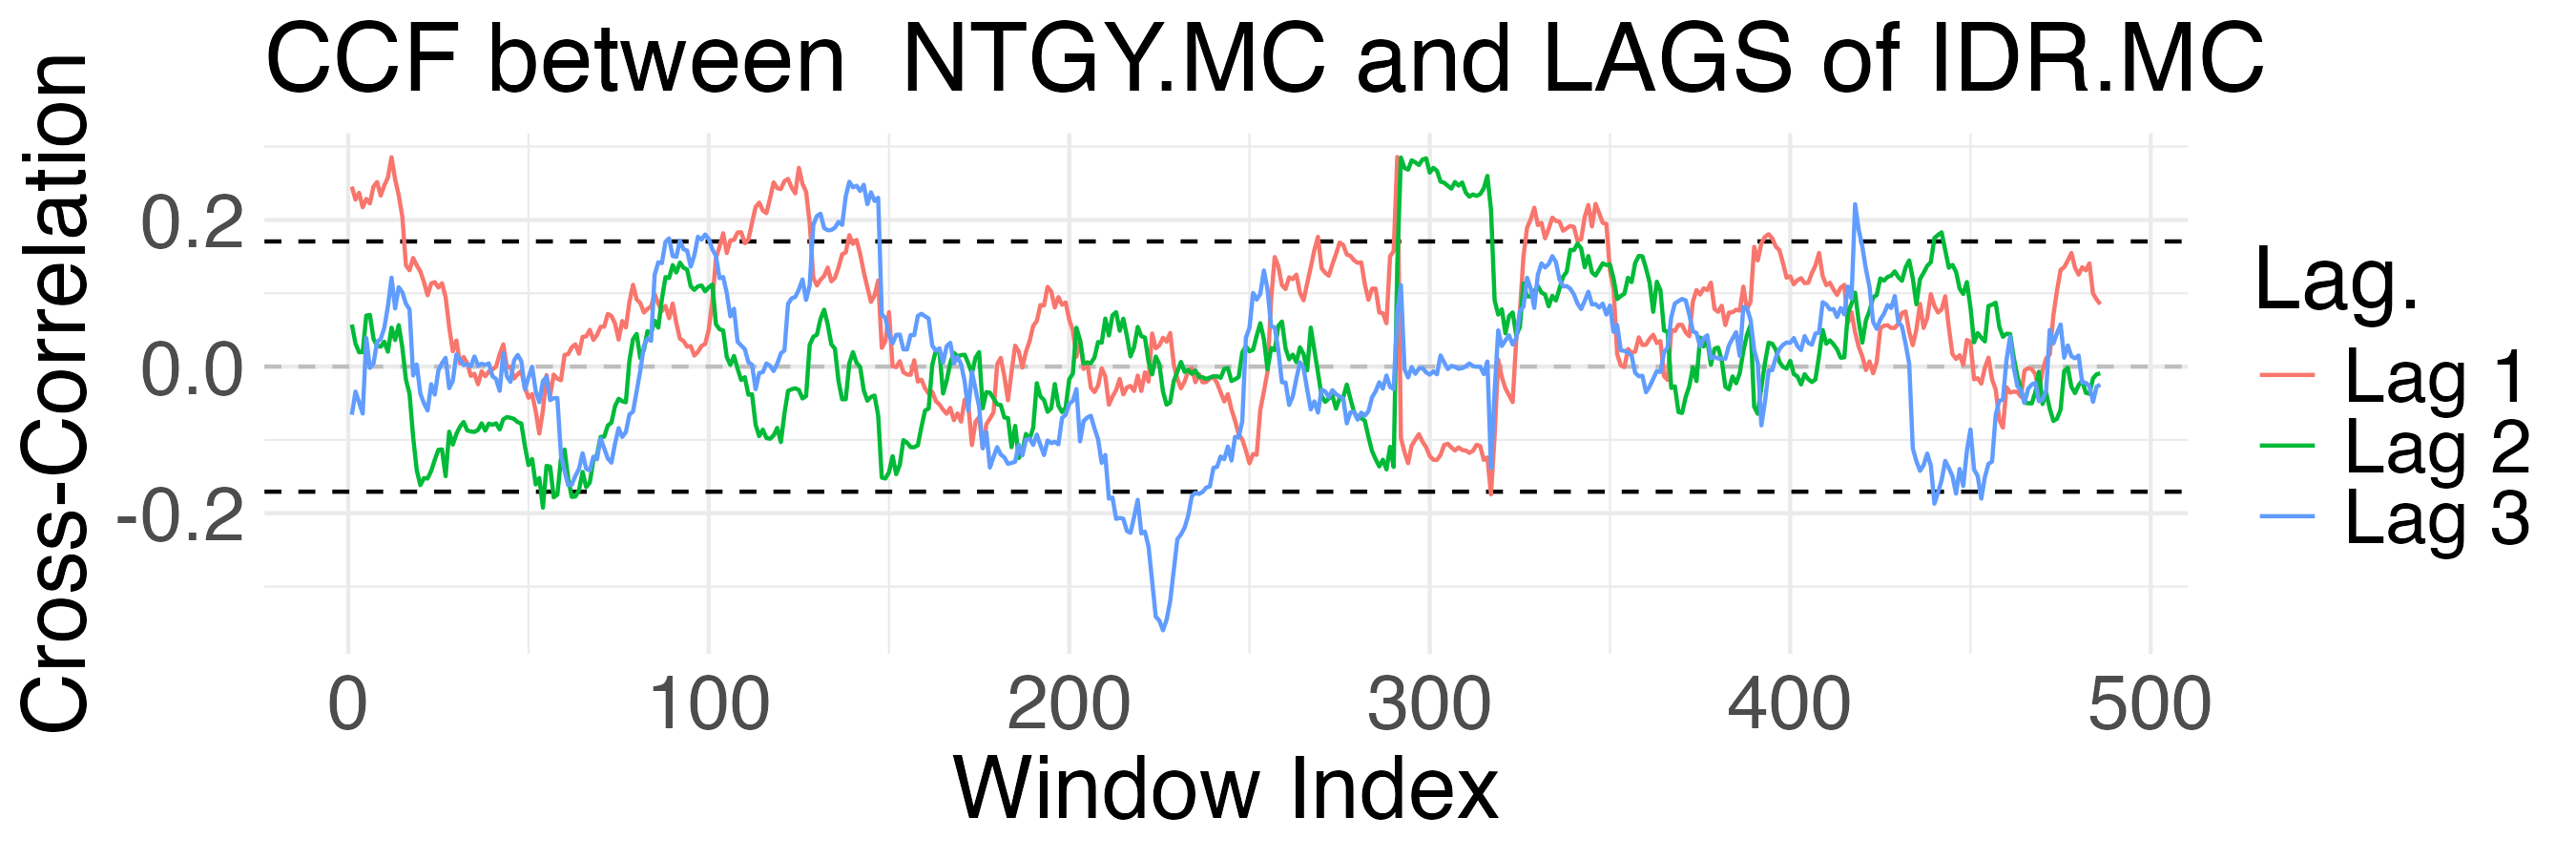 CCF between  NTGY.MC and LAGS of IDR.MC
Cross-Correlation
0.2
0.0
-0.2
0 100 200 300 400 500
Window Index
Lag.
Lag 1
Lag 2
Lag 3